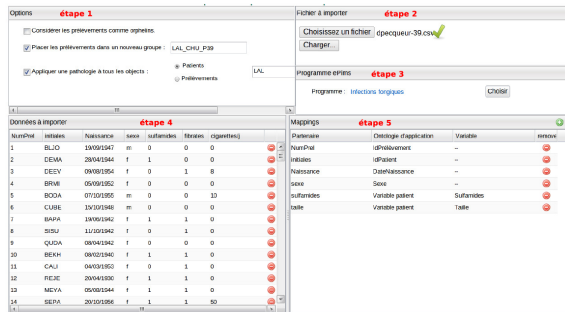 Options étape 1
Considérer les prélèvements comme orphelins
Placer les prélèvements dans un nouveau groupe : LAL_CHU_P39
Appliquer une pathologie à tous les objects : Patients LAL
Prélèvements
Fichier à importer étape 2
Choisissez un fichier dpecqueur-39.csv
Charger...
Programme ePims étape 3
Programme : Infections fongiques Choisir
Données à importer étape 4
NumPrel initiales Naissance sexe sulfamides fibrates cigarettes/j
1 BLJO 19/09/1947 m 0 0 0
2 DEMA 28/04/1944 f 1 0 0
3 DEEV 09/08/1954 f 0 1 8
4 BRMI 05/09/1952 f 0 0 0
5 BODA 07/10/1955 m 0 0 10
6 CUBE 15/10/1948 m 0 0 0
7 BAPA 19/06/1942 f 1 1 0
8 SISU 11/10/1942 f 0 1 0
9 QUDA 08/04/1942 f 0 0 0
10 BEKH 08/02/1940 f 1 1 0
11 CALI 04/03/1953 f 0 1 0
12 REJE 20/04/1930 f 1 1 0
13 MEYA 05/08/1944 f 1 1 0
14 SEPA 20/10/1956 f 1 1 50
Mappings étape 5
Partenaire Ontologie d'application Variable remove
NumPrel IdPrélèvement –
initiales IdPatient –
Naissance DateNaissance –
sexe Sexe –
sulfamides Variable patient Sulfamides
taille Variable patient Taille